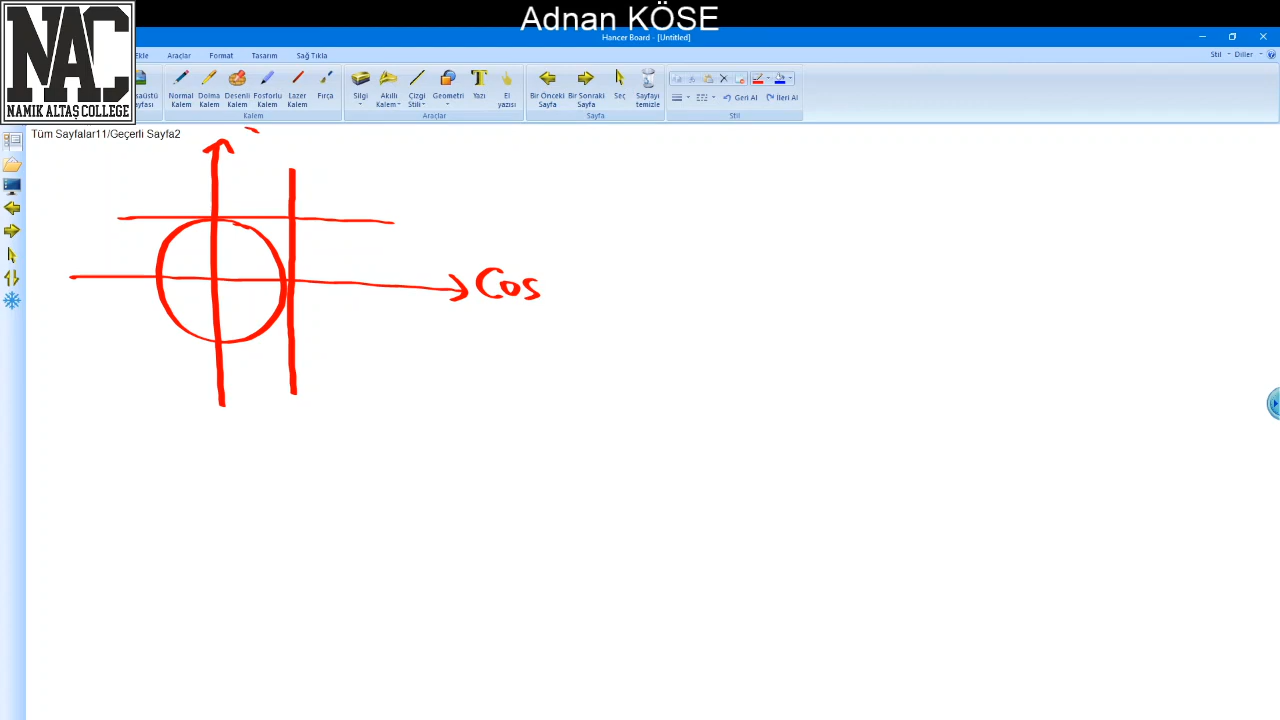 Adnan KÖSE
Hancer Board - [Untitled]
NAC
NAMIK ALTAŞ COLLEGE
Ekle Araçlar Format Tasarım Sağ Tıkla Stil Diller
Normal Kalem
Dolma Kalem
Desenli Kalem
Fosforlu Kalem
Lazer Kalem
Fırça
Silgi
Akıllı Kalem
Çizgi Stili
Geometri
Yazı
El yazısı
Bir Önceki Sayfa
Bir Sonraki Sayfa
Seç
Sayfayı temizle
Geri Al
İleri Al
Kalem Araçlar Sayfa Stil
Tüm Sayfalar11/Geçerli Sayfa2
Cos